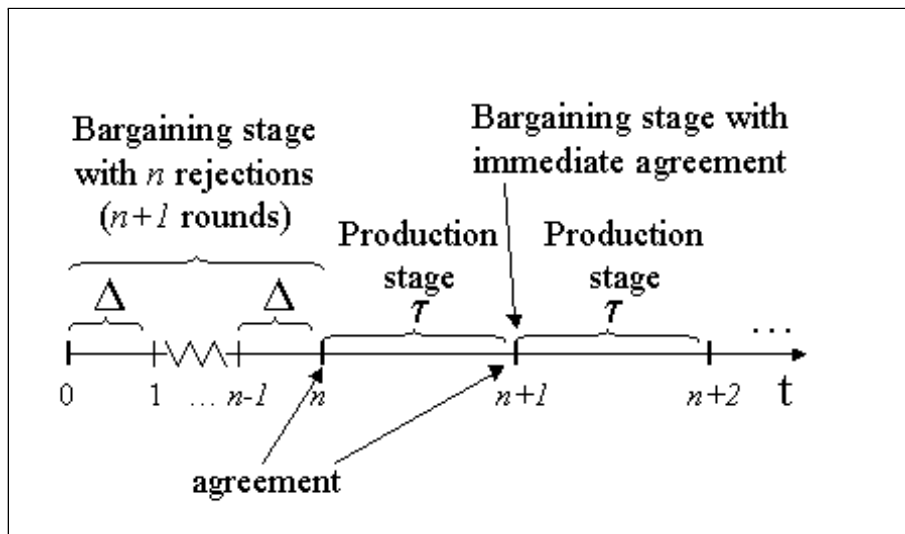 Bargaining stage
with n rejections
(n+1 rounds)
Bargaining stage with
immediate agreement
Production
stage
τ
Production
stage
τ
Δ
Δ
...
0
1
... n-1
n
n+1
n+2
t
agreement